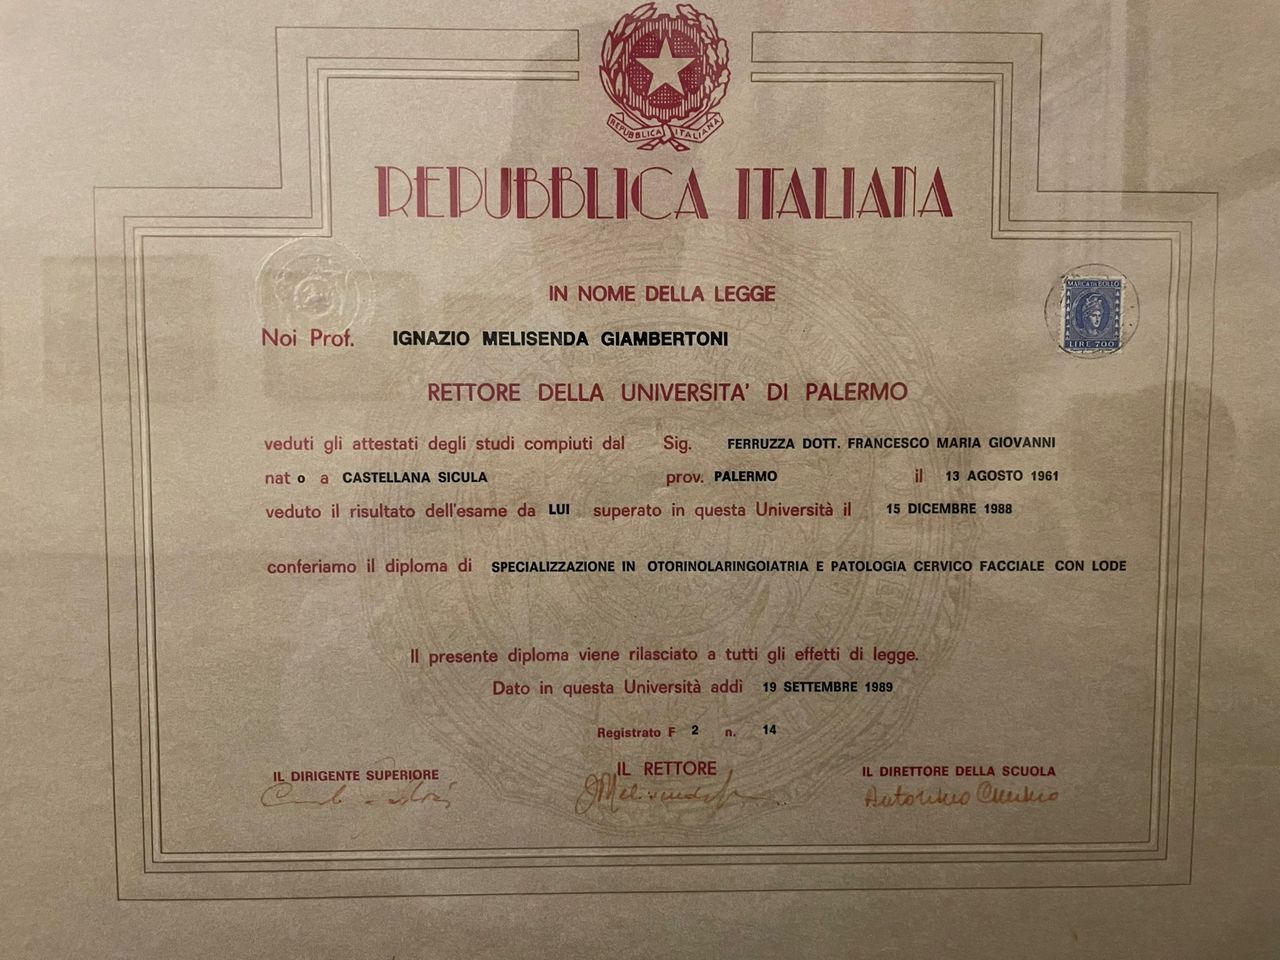 REPUBBLICA ITALIANA
REPUBBLICA ITALIANA
IN NOME DELLA LEGGE
MARCA DA BOLLO
LIRE 700
Noi Prof. IGNAZIO MELISENDA GIAMBERTONI
RETTORE DELLA UNIVERSITA' DI PALERMO
veduti gli attestati degli studi compiuti dal Sig. FERRUZZA DOTT. FRANCESCO MARIA GIOVANNI
nat o a CASTELLANA SICULA prov. PALERMO il 13 AGOSTO 1961
veduto il risultato dell'esame da LUI superato in questa Università il 15 DICEMBRE 1988
conferiamo il diploma di SPECIALIZZAZIONE IN OTORINOLARINGOIATRIA E PATOLOGIA CERVICO FACCIALE CON LODE
Il presente diploma viene rilasciato a tutti gli effetti di legge.
Dato in questa Università addì 19 SETTEMBRE 1989
Registrato F 2 n. 14
IL DIRIGENTE SUPERIORE IL RETTORE IL DIRETTORE DELLA SCUOLA